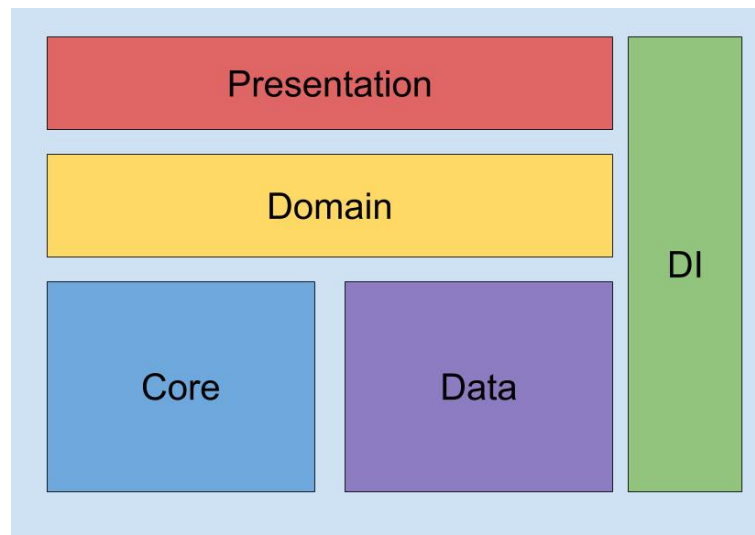 Presentation
Domain
DI
Core
Data